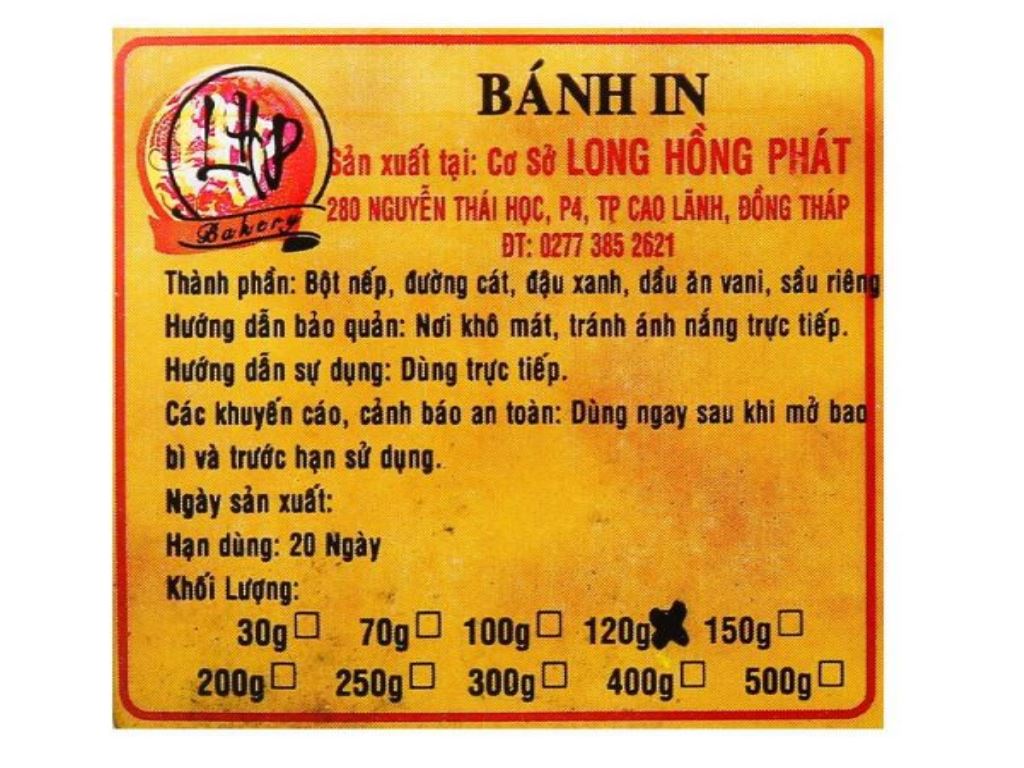 BÁNH IN
LHP
Bakery
Sản xuất tại: Cơ Sở LONG HỒNG PHÁT
280 NGUYỄN THÁI HỌC, P4, TP CAO LÃNH, ĐỒNG THÁP
ĐT: 0277 385 2621
Thành phần: Bột nếp, đường cát, đậu xanh, dầu ăn vani, sầu riêng
Hướng dẫn bảo quản: Nơi khô mát, tránh ánh nắng trực tiếp.
Hướng dẫn sự dụng: Dùng trực tiếp.
Các khuyến cáo, cảnh báo an toàn: Dùng ngay sau khi mở bao
bì và trước hạn sử dụng.
Ngày sản xuất:
Hạn dùng: 20 Ngày
Khối Lượng:
30g☐ 70g☐ 100g☐ 120g☒ 150g☐
200g☐ 250g☐ 300g☐ 400g☐ 500g☐